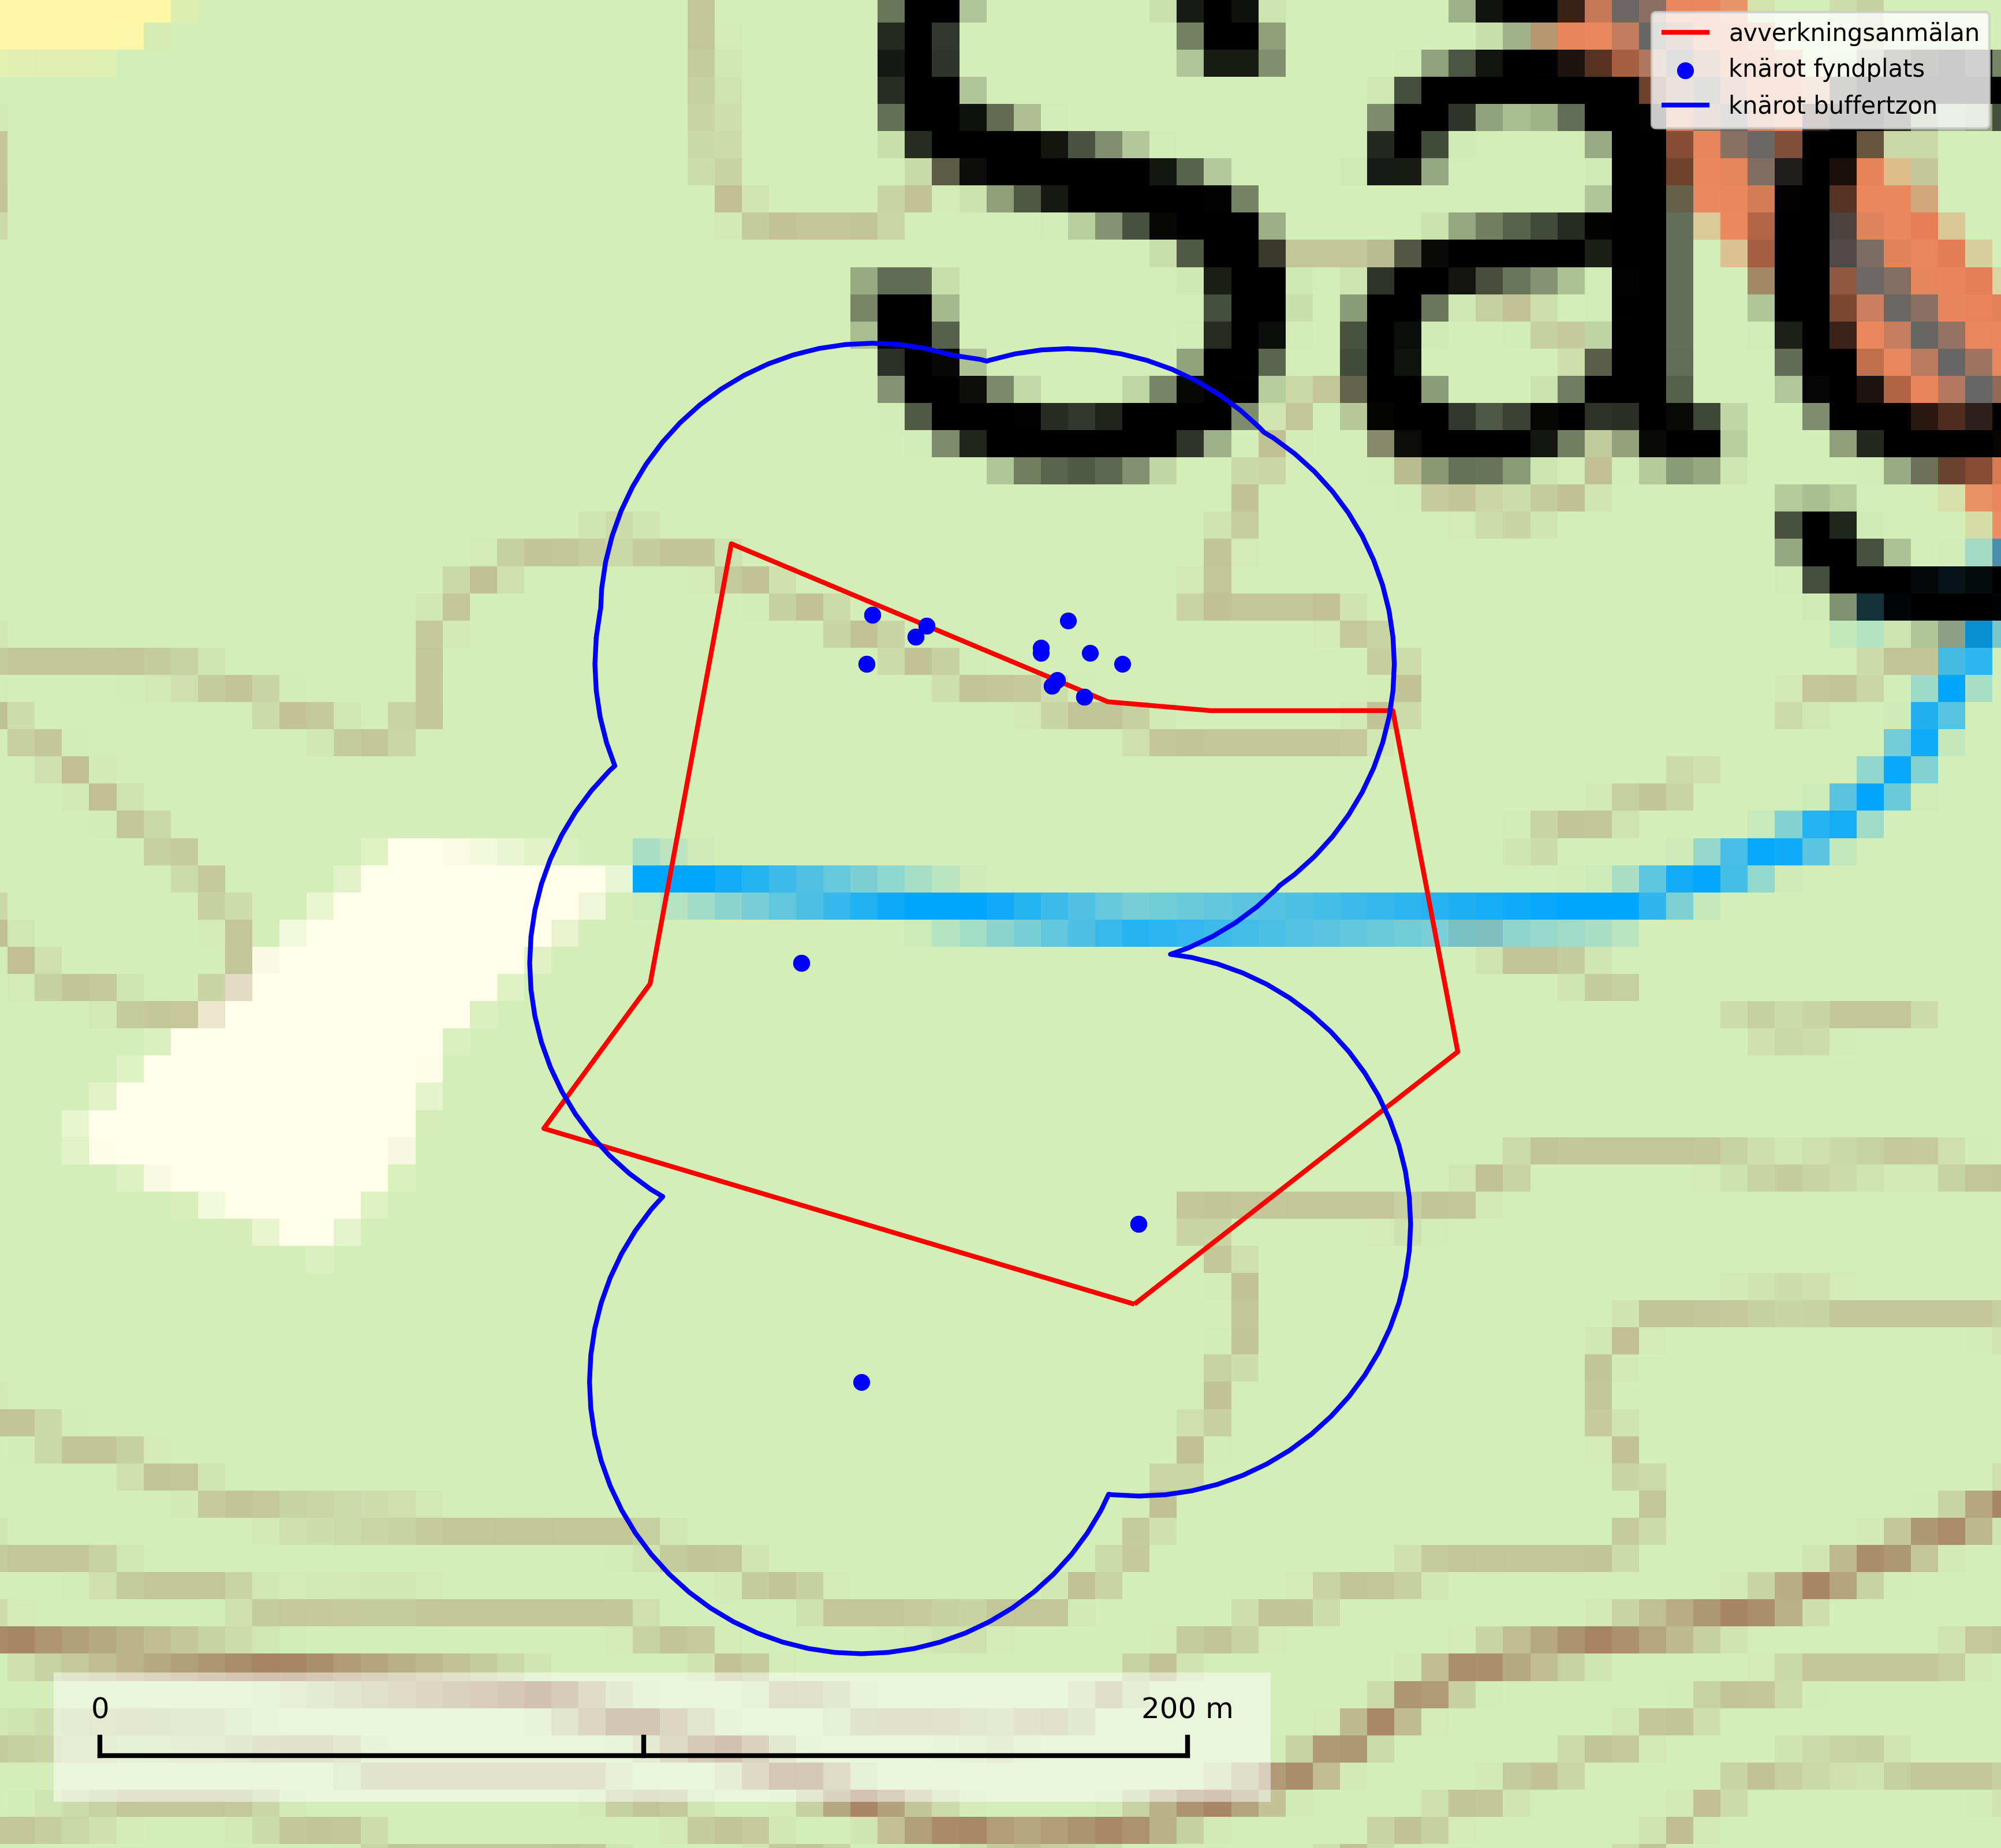 avverkningsanmälan
knärot fyndplats
knärot buffertzon
0
200 m